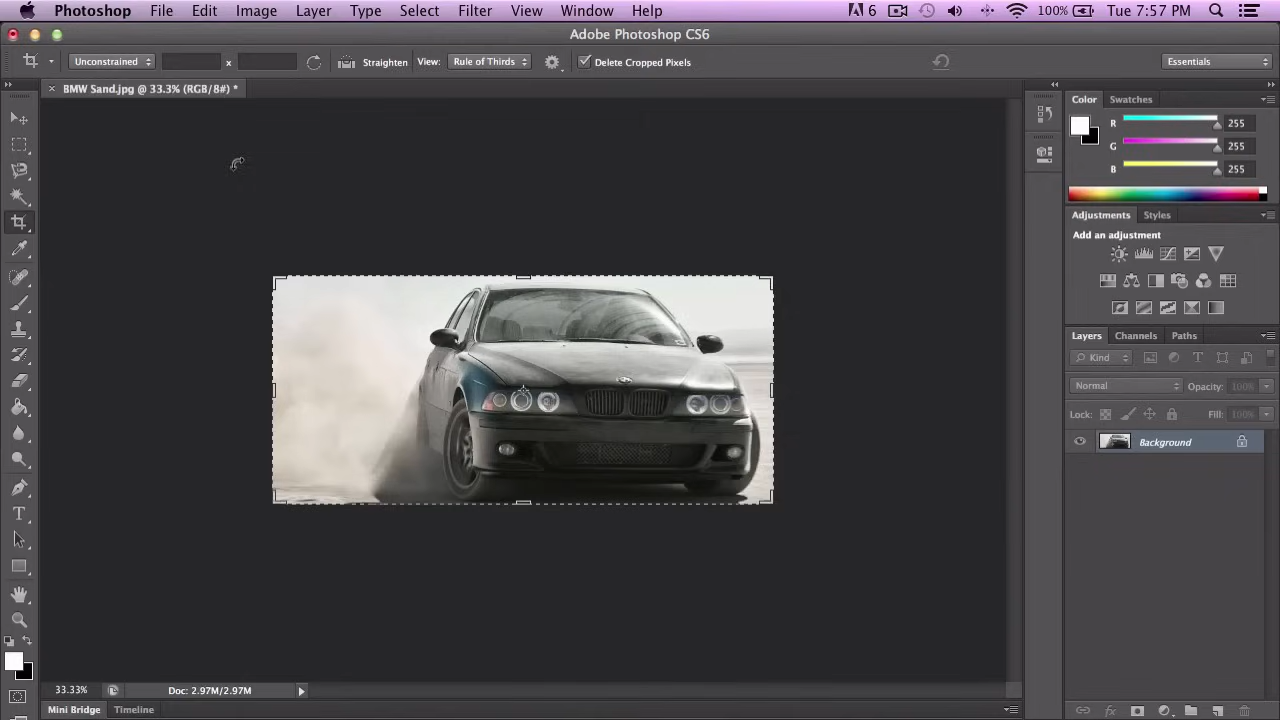 Photoshop File Edit Image Layer Type Select Filter View Window Help 6 100% Tue 7:57 PM
Adobe Photoshop CS6
Unconstrained x Straighten View: Rule of Thirds Delete Cropped Pixels Essentials
BMW Sand.jpg @ 33.3% (RGB/8#) *
Color Swatches
R 255
G 255
B 255
Adjustments Styles
Add an adjustment
Layers Channels Paths
Kind
Normal Opacity: 100%
Lock: Fill: 100%
Background
33.33% Doc: 2.97M/2.97M
Mini Bridge Timeline